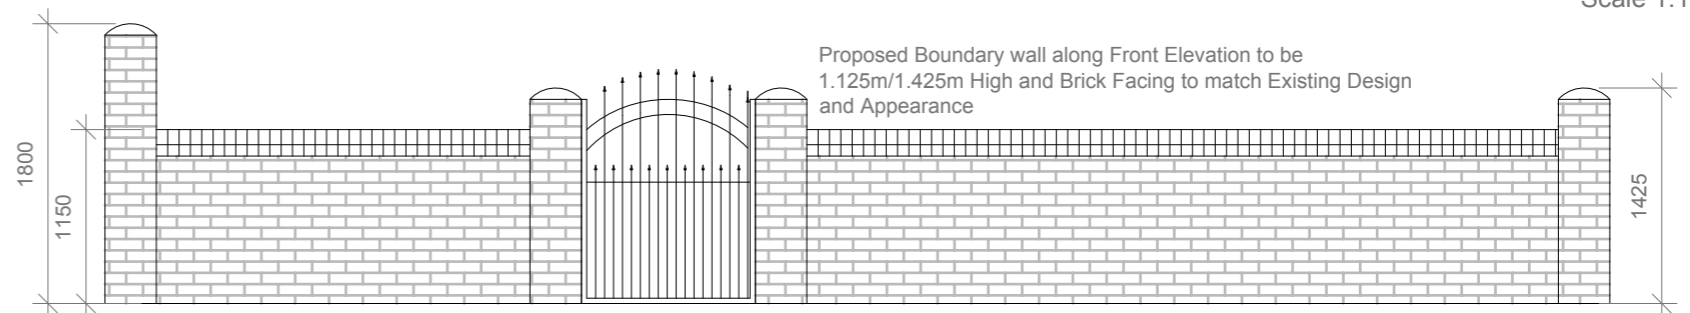 Scale 1:1
Proposed Boundary wall along Front Elevation to be
1.125m/1.425m High and Brick Facing to match Existing Design
and Appearance
1800
1150
1425